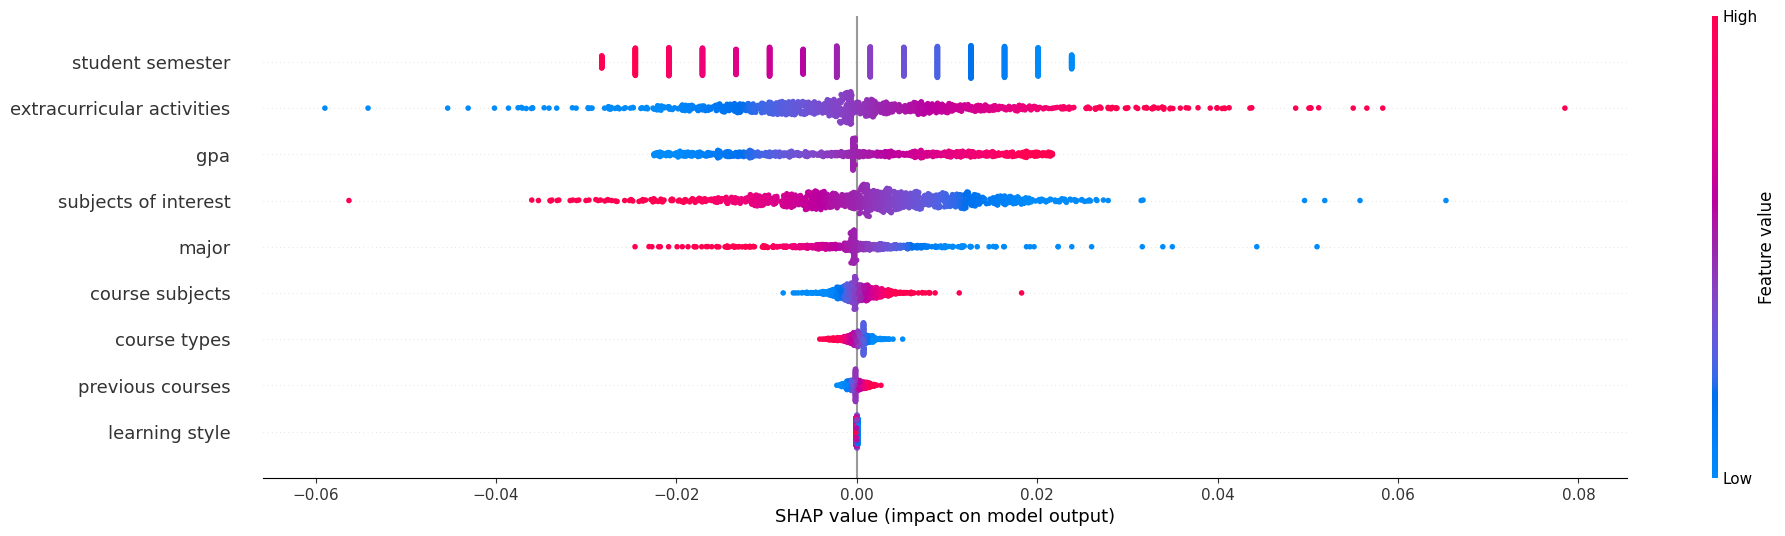 High
student semester
extracurricular activities
gpa
subjects of interest
major
course subjects
course types
previous courses
learning style
Feature value
Low
−0.06 −0.04 −0.02 0.00 0.02 0.04 0.06 0.08
SHAP value (impact on model output)